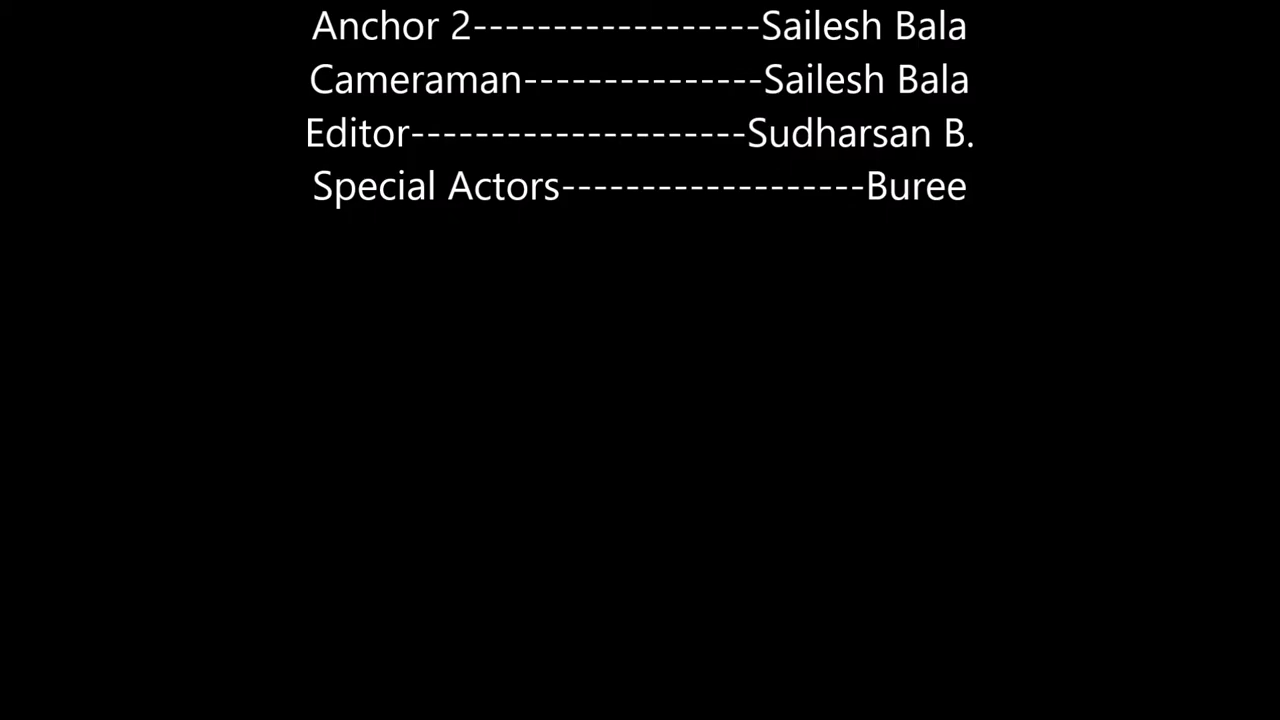 Anchor 2------------------Sailesh Bala
Cameraman---------------Sailesh Bala
Editor---------------------Sudharsan B.
Special Actors-------------------Buree